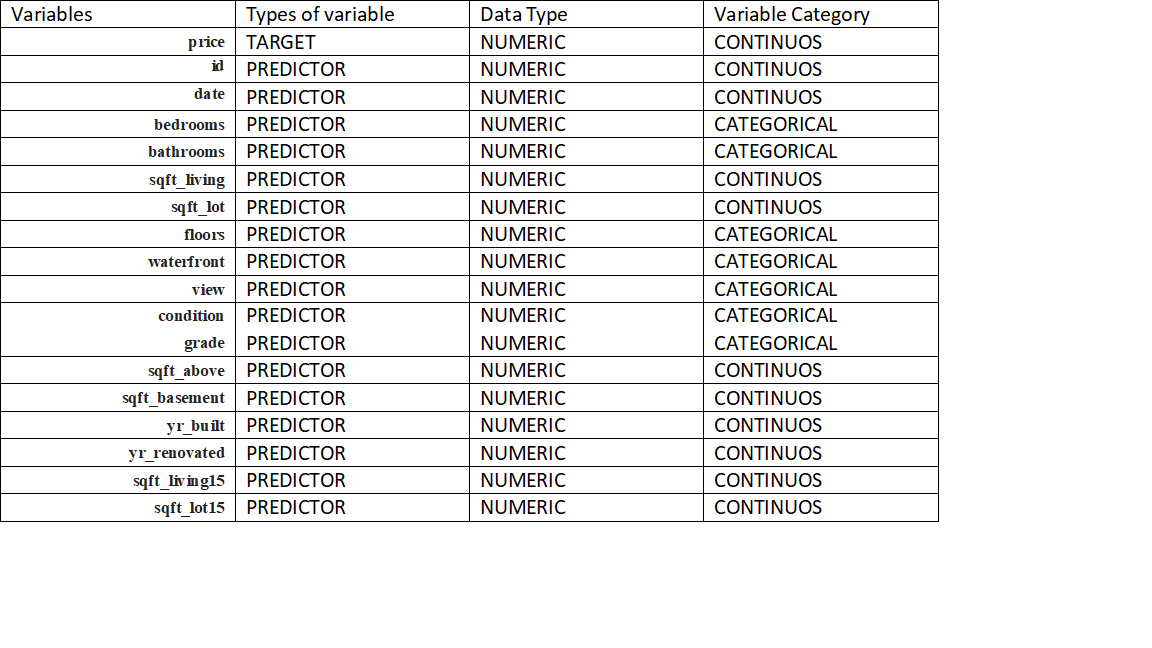 Variables Types of variable Data Type Variable Category
price TARGET NUMERIC CONTINUOS
id PREDICTOR NUMERIC CONTINUOS
date PREDICTOR NUMERIC CONTINUOS
bedrooms PREDICTOR NUMERIC CATEGORICAL
bathrooms PREDICTOR NUMERIC CATEGORICAL
sqft_living PREDICTOR NUMERIC CONTINUOS
sqft_lot PREDICTOR NUMERIC CONTINUOS
floors PREDICTOR NUMERIC CATEGORICAL
waterfront PREDICTOR NUMERIC CATEGORICAL
view PREDICTOR NUMERIC CATEGORICAL
condition PREDICTOR NUMERIC CATEGORICAL
grade PREDICTOR NUMERIC CATEGORICAL
sqft_above PREDICTOR NUMERIC CONTINUOS
sqft_basement PREDICTOR NUMERIC CONTINUOS
yr_built PREDICTOR NUMERIC CONTINUOS
yr_renovated PREDICTOR NUMERIC CONTINUOS
sqft_living15 PREDICTOR NUMERIC CONTINUOS
sqft_lot15 PREDICTOR NUMERIC CONTINUOS